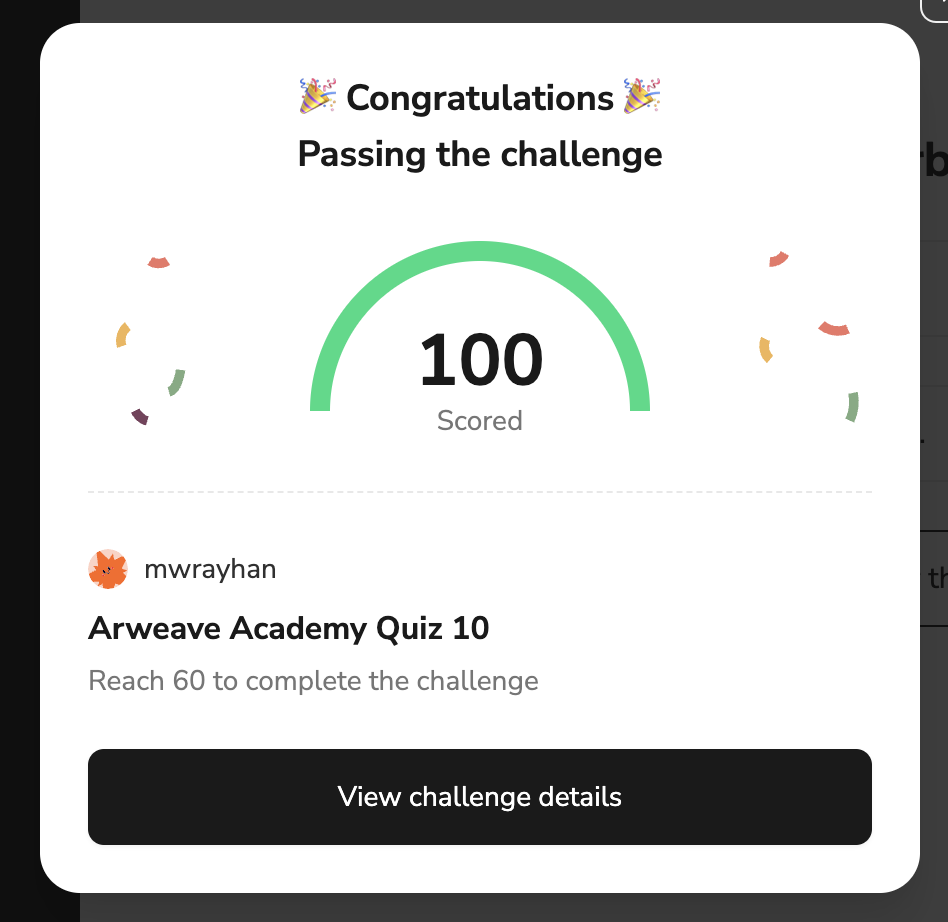 🎉 Congratulations 🎉
Passing the challenge
100
Scored
mwrayhan
Arweave Academy Quiz 10
Reach 60 to complete the challenge
View challenge details